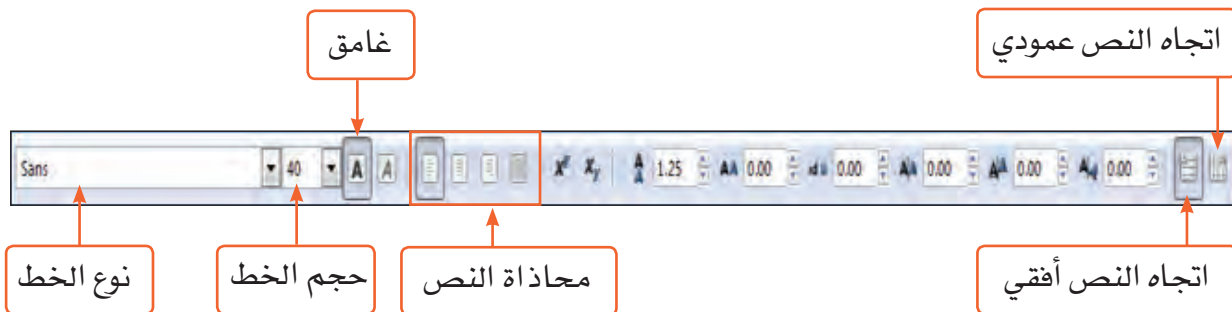 غامق
اتجاه النص عمودي
Sans 40 A A X Xy 1.25 0.00 0.00 0.00 0.00 0.00
نوع الخط
حجم الخط
محاذاة النص
اتجاه النص أفقي